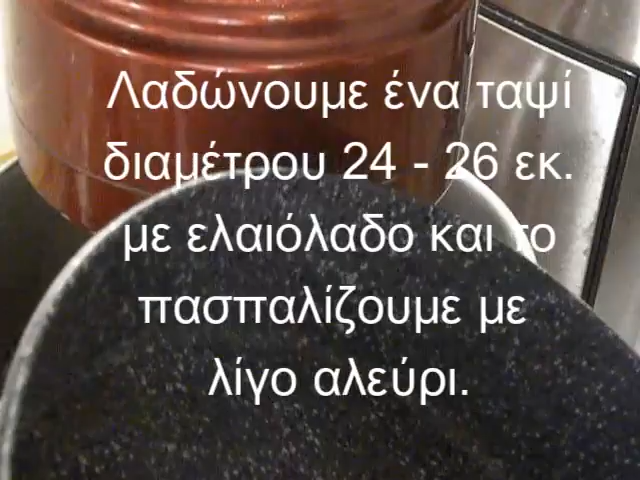 Λαδώνουμε ένα ταψί
διαμέτρου 24 - 26 εκ.
με ελαιόλαδο και το
πασπαλίζουμε με
λίγο αλεύρι.